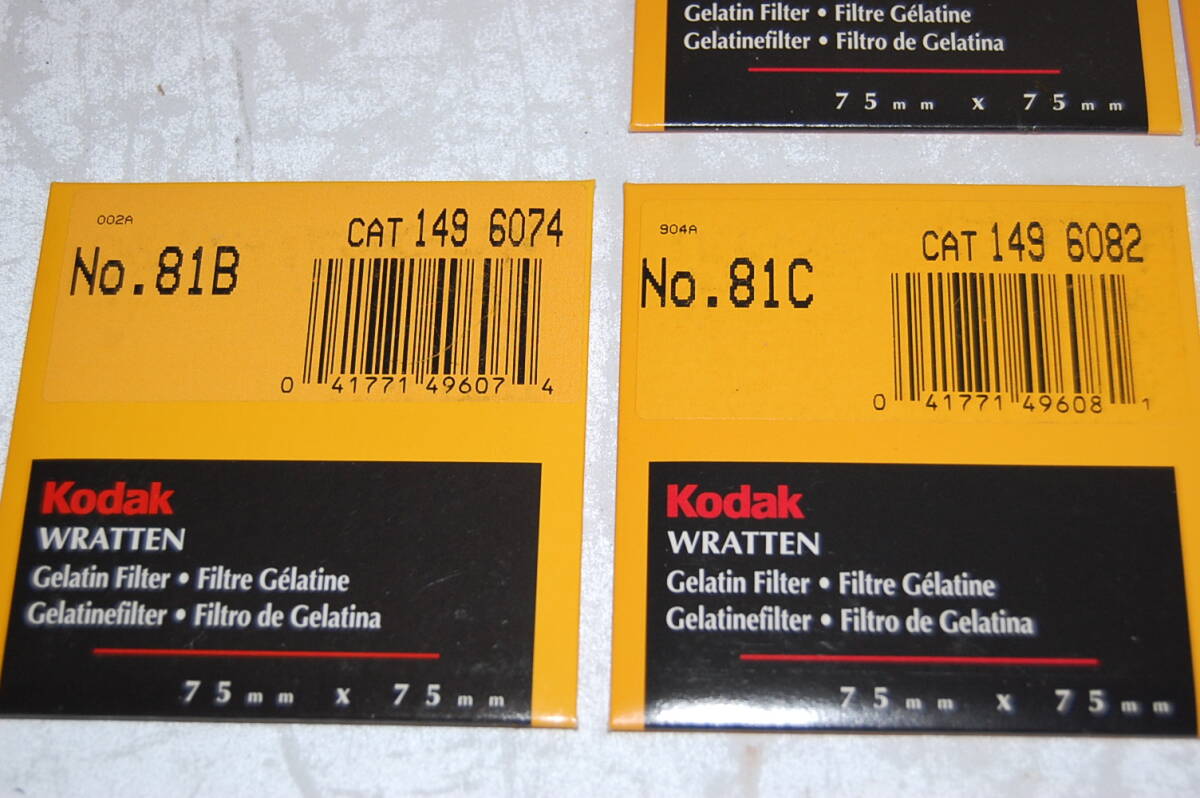 Gelatin Filter • Filtre Gélatine
Gelatinefilter • Filtro de Gelatina
75mm x 75mm
002A
CAT 149 6074
No.81B
0 41771 49607 4
Kodak
WRATTEN
Gelatin Filter • Filtre Gélatine
Gelatinefilter • Filtro de Gelatina
75mm x 75mm
904A
CAT 149 6082
No.81C
0 41771 49608 1
Kodak
WRATTEN
Gelatin Filter • Filtre Gélatine
Gelatinefilter • Filtro de Gelatina
75mm x 75mm